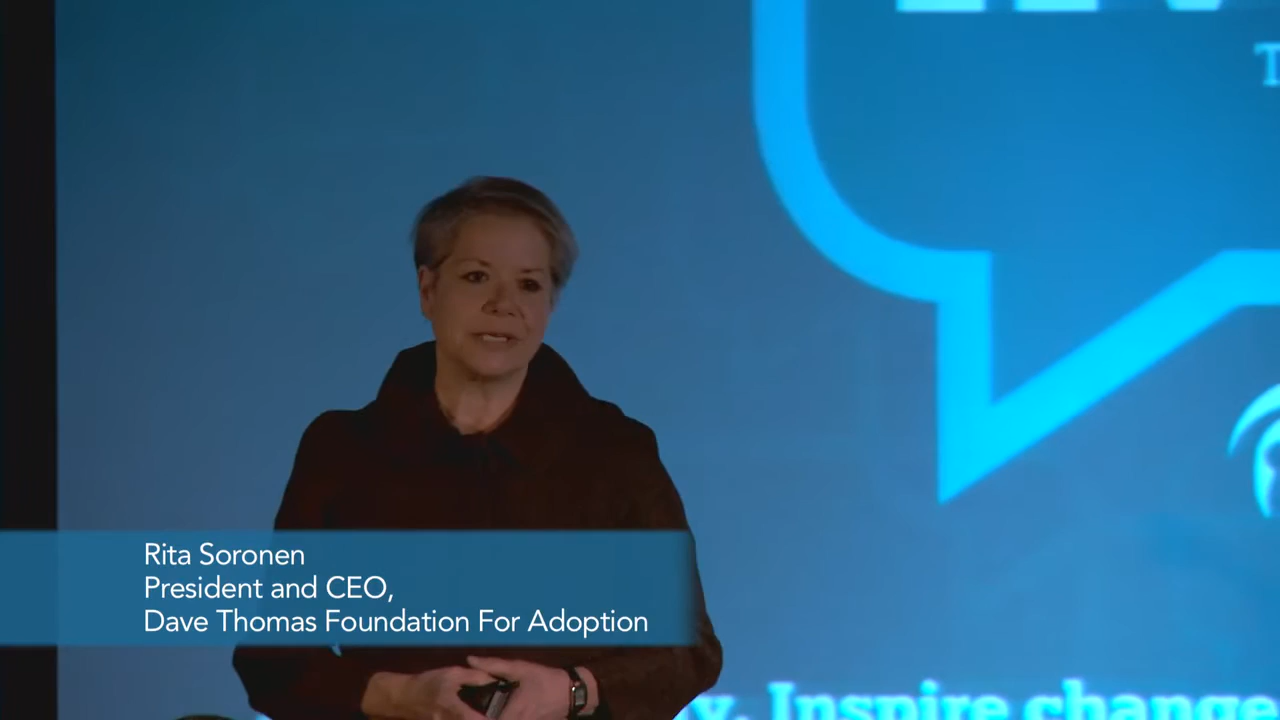 Rita Soronen
President and CEO,
Dave Thomas Foundation For Adoption
Inspire change